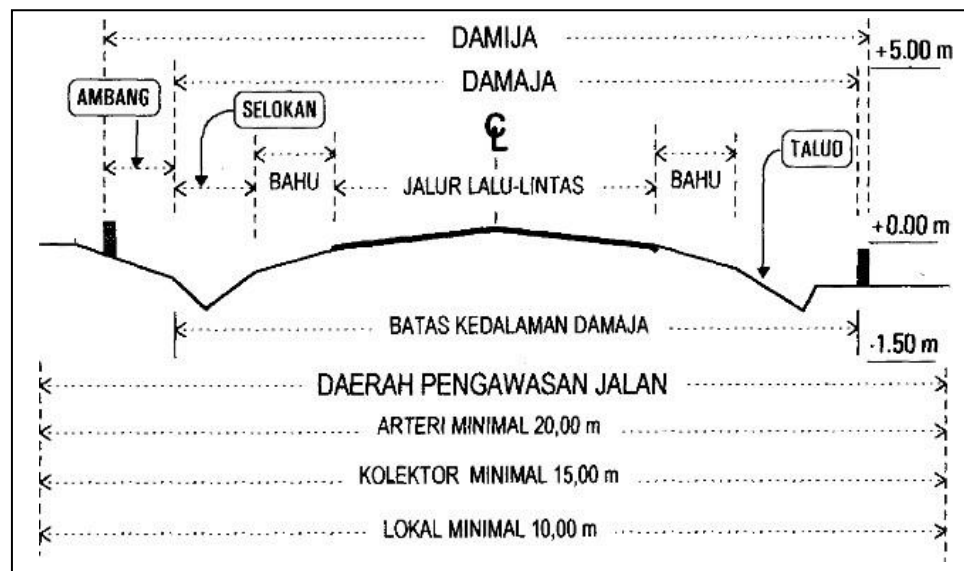 DAMIJA
+5.00 m
DAMAJA
AMBANG
SELOKAN
CL
TALUD
BAHU
JALUR LALU-LINTAS
BAHU
+0.00 m
BATAS KEDALAMAN DAMAJA
-1.50 m
DAERAH PENGAWASAN JALAN
ARTERI MINIMAL 20,00 m
KOLEKTOR MINIMAL 15,00 m
LOKAL MINIMAL 10,00 m